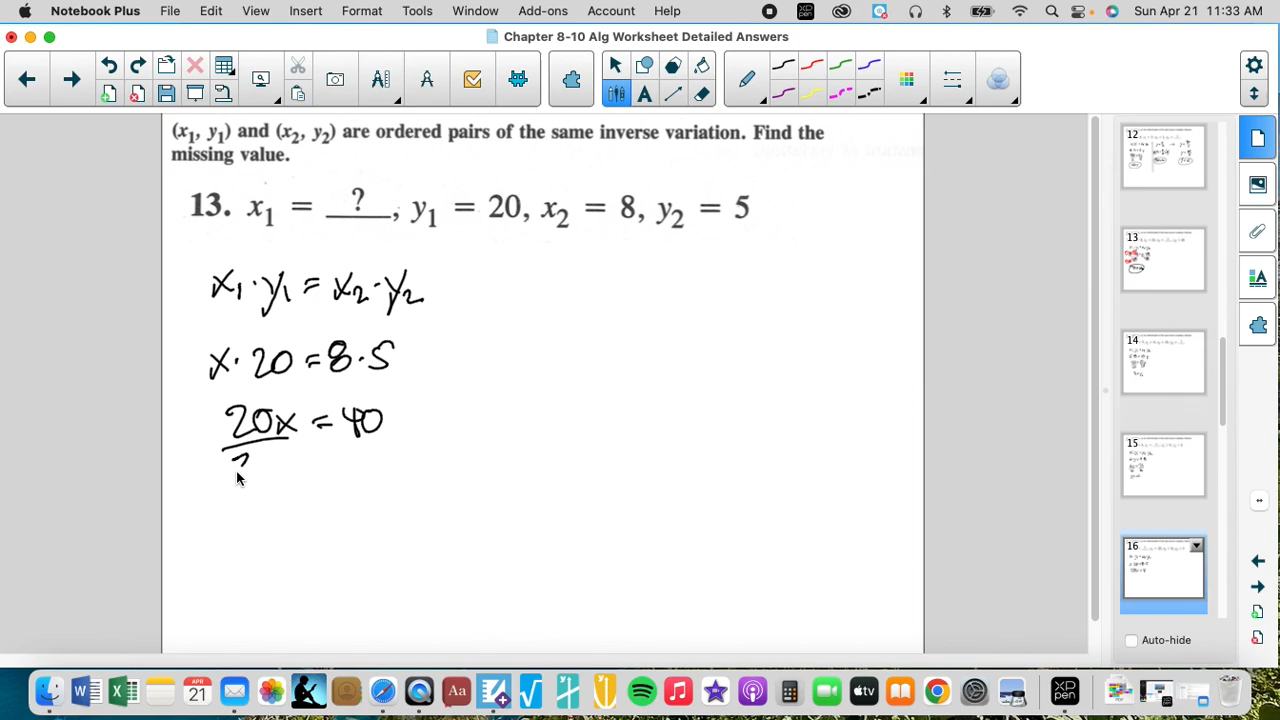 Notebook Plus File Edit View Insert Format Tools Window Add-ons Account Help Sun Apr 21 11:33 AM
Chapter 8-10 Alg Worksheet Detailed Answers
(x₁, y₁) and (x₂, y₂) are ordered pairs of the same inverse variation. Find the
missing value.
13. x₁ = ?, y₁ = 20, x₂ = 8, y₂ = 5
x₁·y₁ = x₂·y₂
x·20 = 8·5
20x = 40
12
13
14
15
16
Auto-hide
APR
21